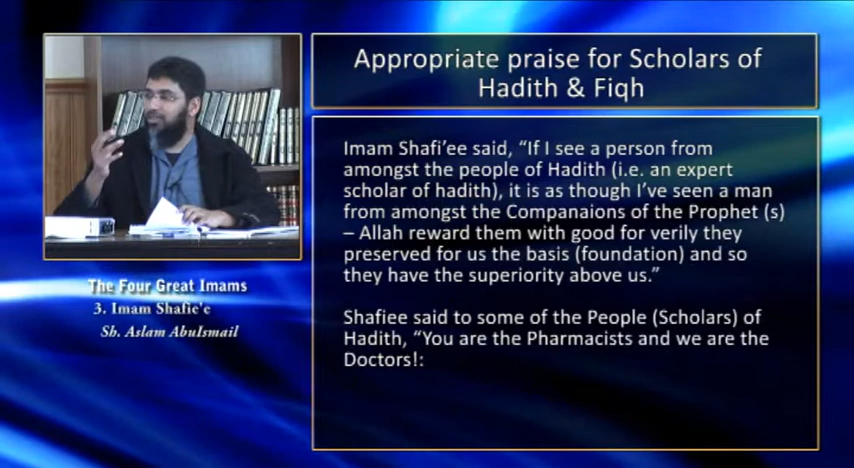 Appropriate praise for Scholars of
Hadith & Fiqh
Imam Shafi'ee said, “If I see a person from
amongst the people of Hadith (i.e. an expert
scholar of hadith), it is as though I've seen a man
from amongst the Companaions of the Prophet (s)
– Allah reward them with good for verily they
preserved for us the basis (foundation) and so
they have the superiority above us.”
Shafiee said to some of the People (Scholars) of
Hadith, “You are the Pharmacists and we are the
Doctors!:
The Four Great Imams
3. Imam Shafie'e
Sh. Aslam AbuIsmail